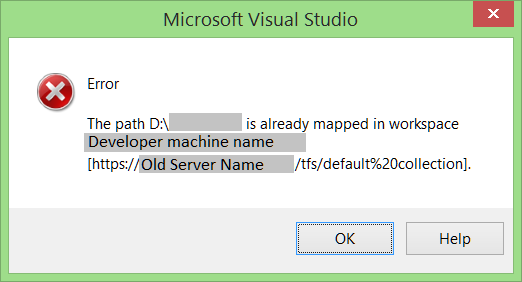 Microsoft Visual Studio
Error
The path D:\ is already mapped in workspace
Developer machine name
[https://Old Server Name /tfs/default%20collection].
OK
Help